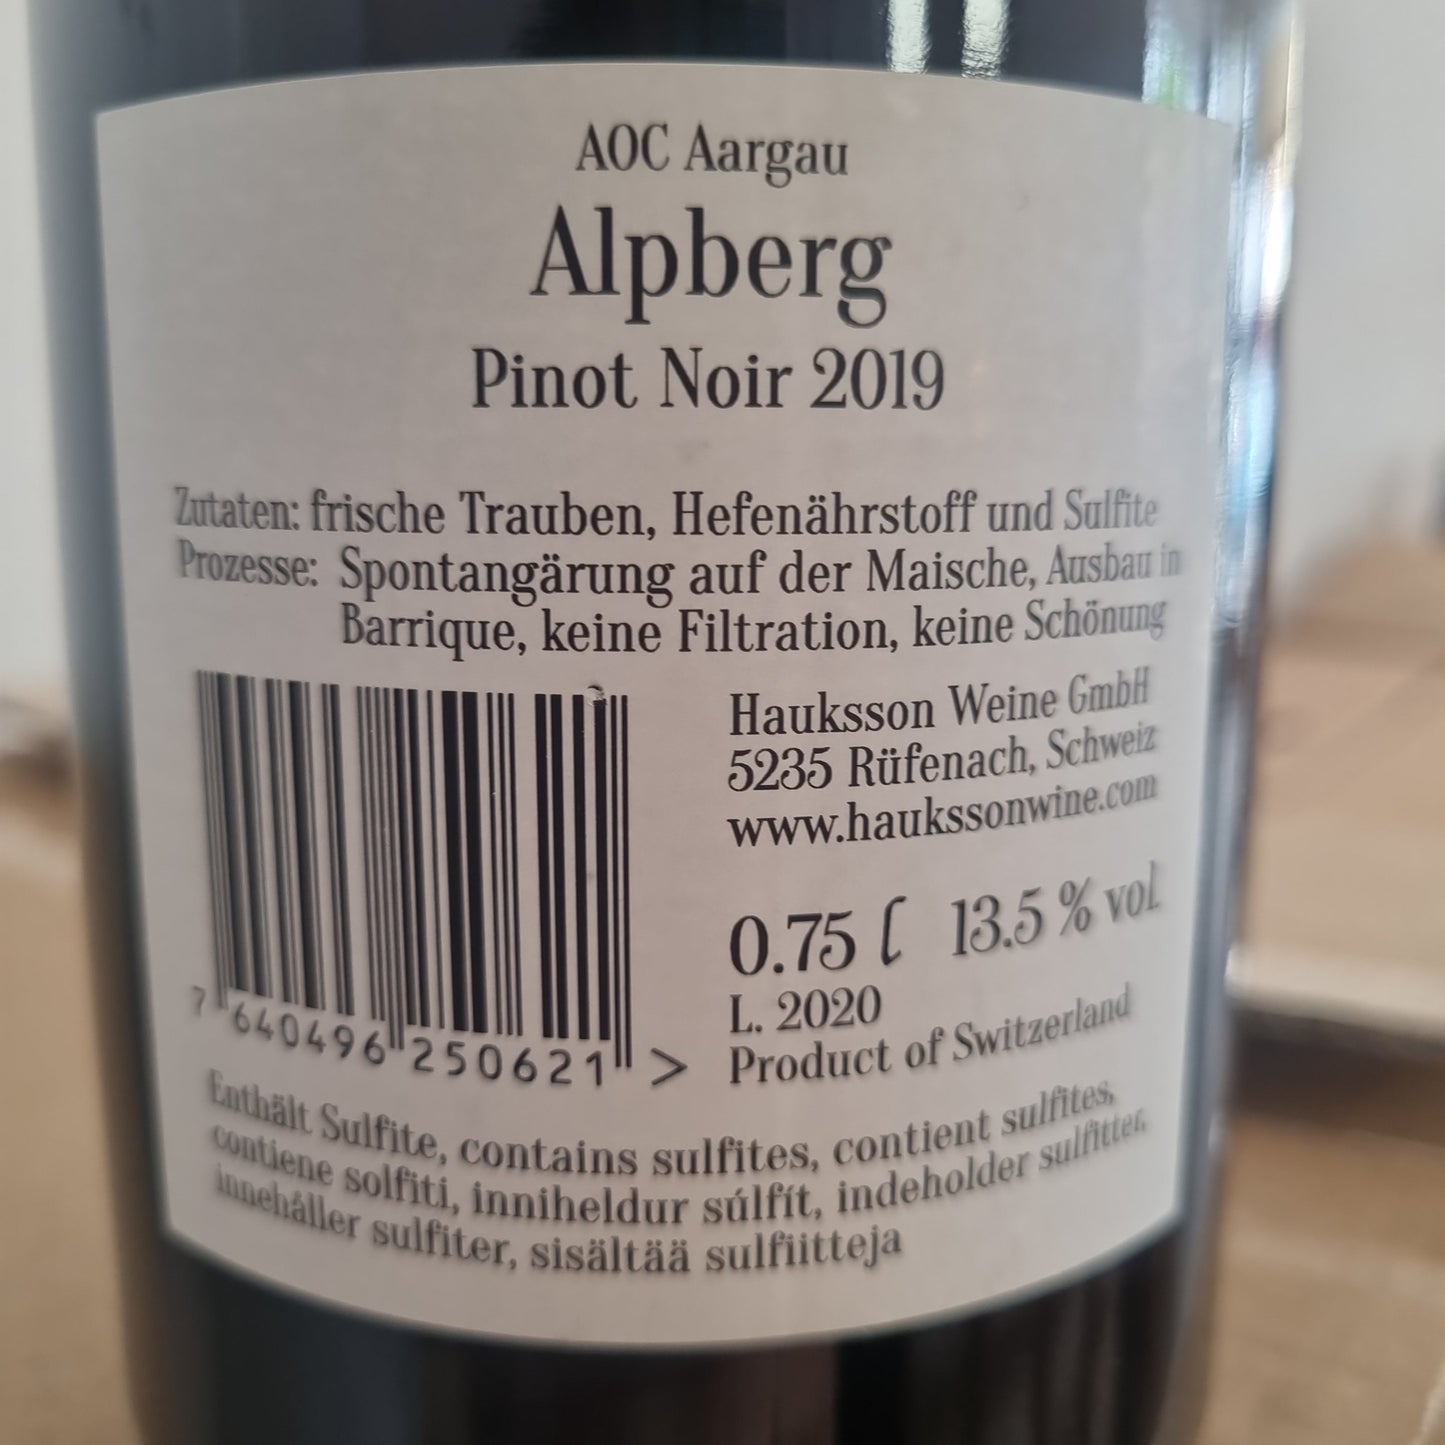 AOC Aargau
Alpberg
Pinot Noir 2019
Zutaten: frische Trauben, Hefenährstoff und Sulfite
Prozesse: Spontangärung auf der Maische, Ausbau in
Barrique, keine Filtration, keine Schönung
Hauksson Weine GmbH
5235 Rüfenach, Schweiz
www.haukssonwine.com
0.75 l 13.5 % vol.
L. 2020
Product of Switzerland
7 640496 250621 >
Enthält Sulfite, contains sulfites, contient sulfites,
contiene solfiti, inniheldur súlfít, indeholder sulfitter,
innehåller sulfiter, sisältää sulfiitteja